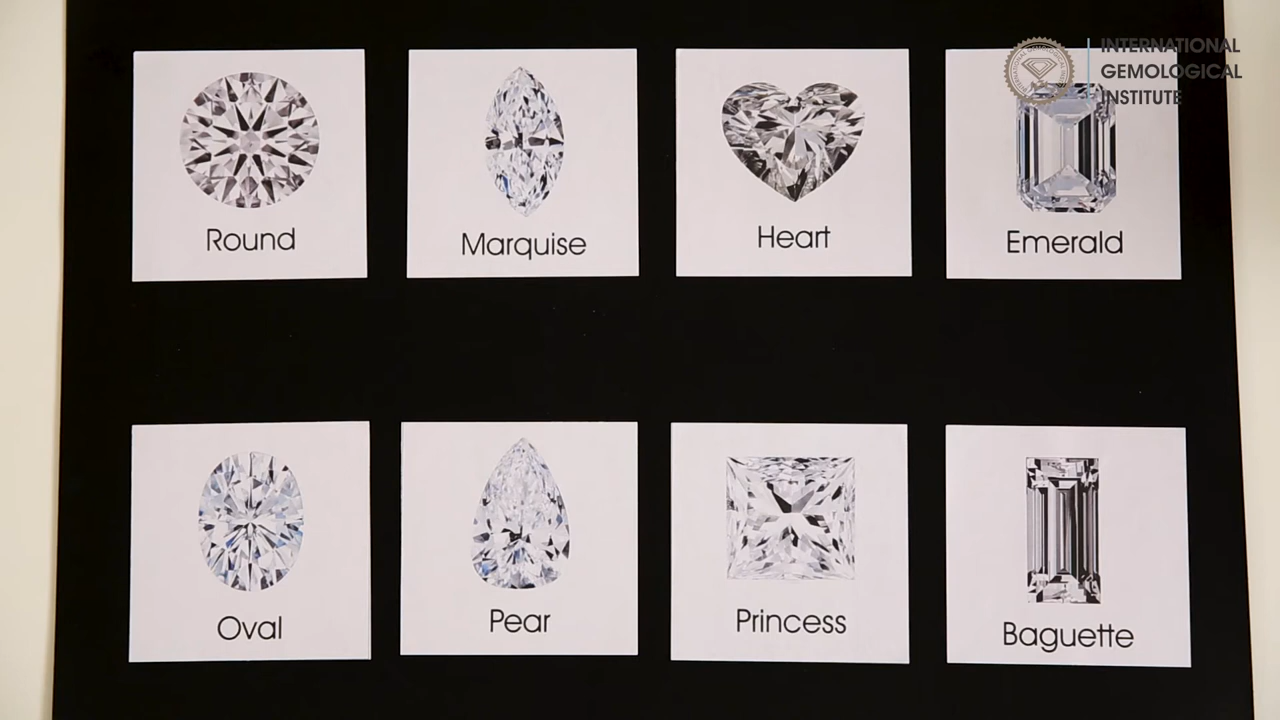 INTERNATIONAL
GEMOLOGICAL
INSTITUTE
Round
Marquise
Heart
Emerald
Oval
Pear
Princess
Baguette